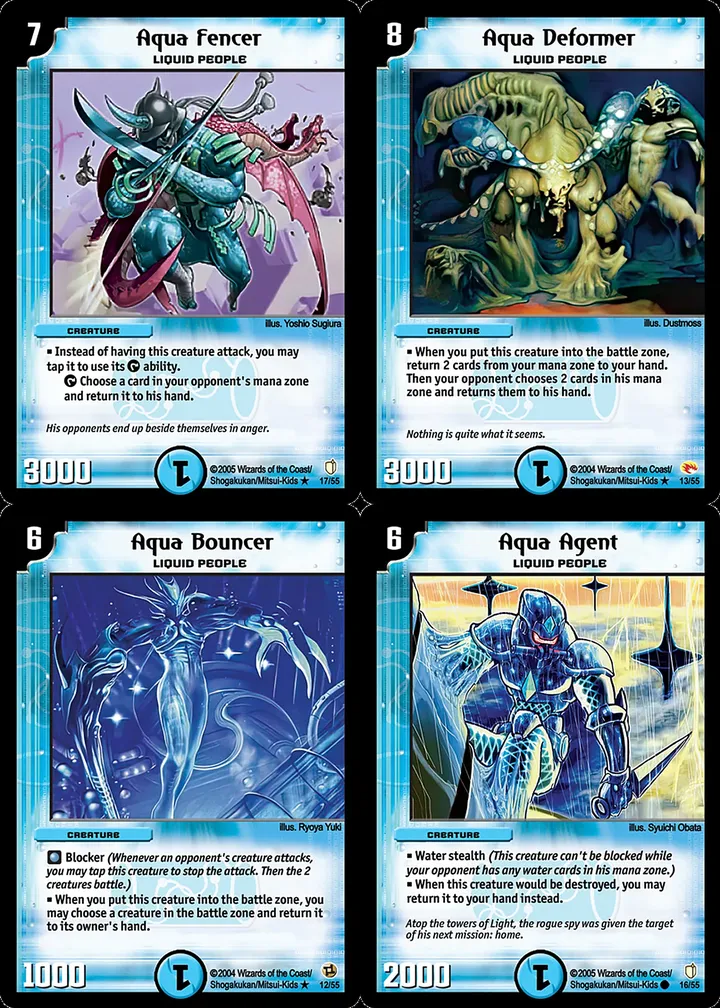 7
Aqua Fencer
LIQUID PEOPLE
illus. Yoshio Sugiura
CREATURE
▪ Instead of having this creature attack, you may
tap it to use its ability.
Choose a card in your opponent's mana zone
and return it to his hand.
His opponents end up beside themselves in anger.
3000
1
©2005 Wizards of the Coast/
Shogakukan/Mitsui-Kids ★ 17/55
8
Aqua Deformer
LIQUID PEOPLE
illus. Dustmoss
CREATURE
▪ When you put this creature into the battle zone,
return 2 cards from your mana zone to your hand.
Then your opponent chooses 2 cards in his mana
zone and returns them to his hand.
Nothing is quite what it seems.
3000
1
©2004 Wizards of the Coast/
Shogakukan/Mitsui-Kids ★ 13/55
6
Aqua Bouncer
LIQUID PEOPLE
illus. Ryoya Yuki
CREATURE
Blocker (Whenever an opponent's creature attacks,
you may tap this creature to stop the attack. Then the 2
creatures battle.)
▪ When you put this creature into the battle zone, you
may choose a creature in the battle zone and return it
to its owner's hand.
1000
1
©2004 Wizards of the Coast/
Shogakukan/Mitsui-Kids ★ 12/55
6
Aqua Agent
LIQUID PEOPLE
illus. Syuichi Obata
CREATURE
▪ Water stealth (This creature can't be blocked while
your opponent has any water cards in his mana zone.)
▪ When this creature would be destroyed, you may
return it to your hand instead.
Atop the towers of Light, the rogue spy was given the target
of his next mission: home.
2000
1
©2005 Wizards of the Coast/
Shogakukan/Mitsui-Kids ● 16/55